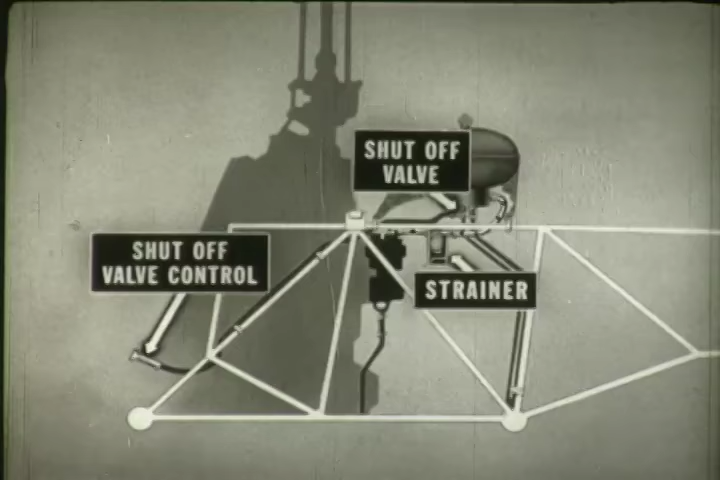 SHUT OFF
VALVE
SHUT OFF
VALVE CONTROL
STRAINER